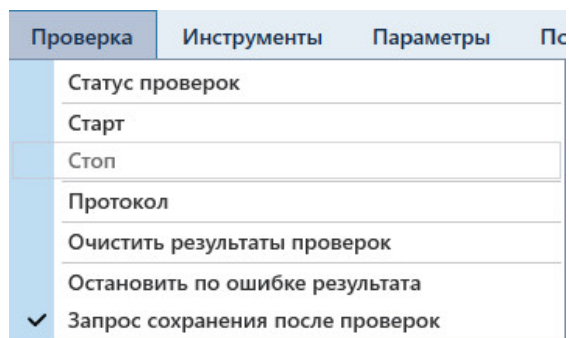 Проверка Инструменты Параметры
Статус проверок
Старт
Стоп
Протокол
Очистить результаты проверок
Остановить по ошибке результата
Запрос сохранения после проверок